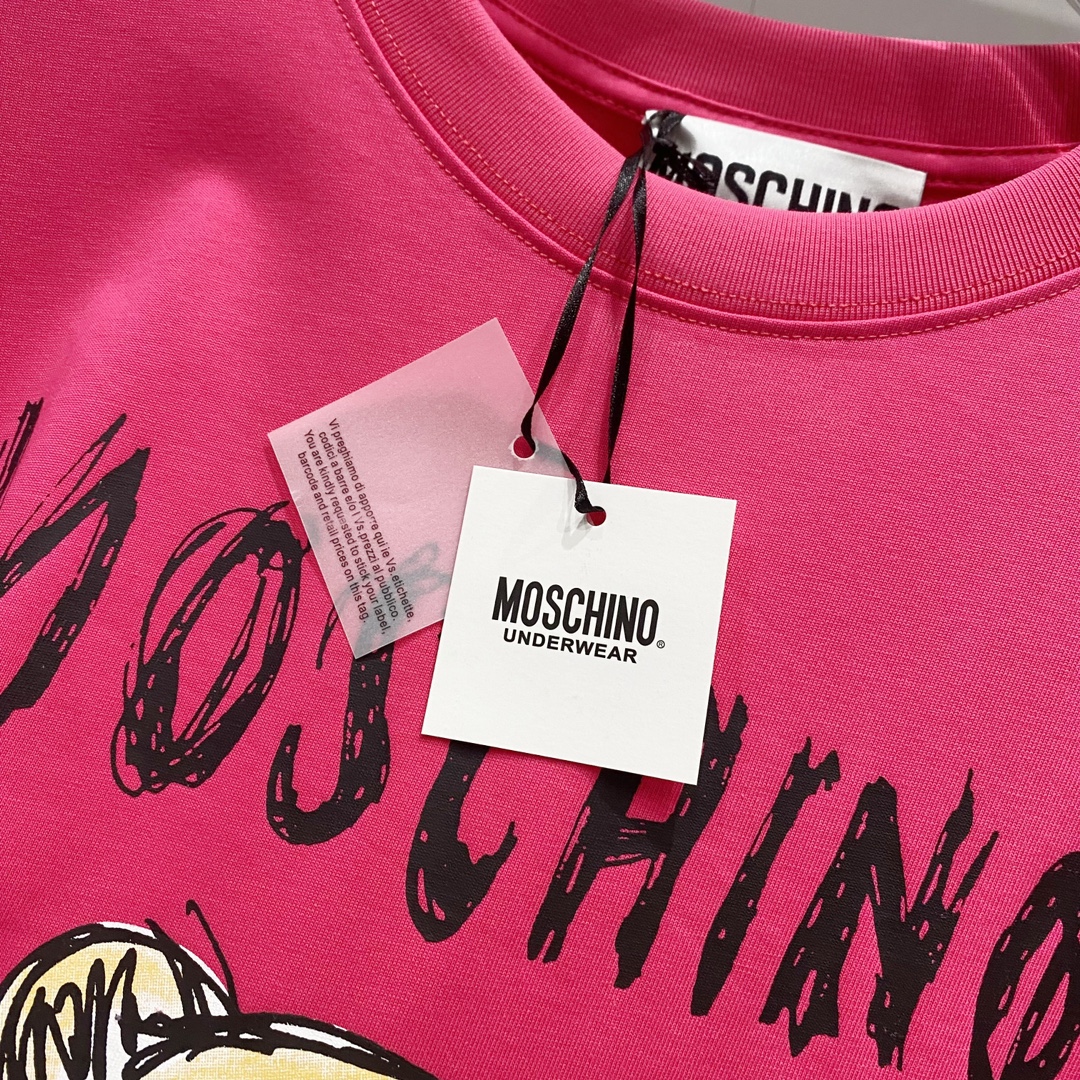 MOSCHINO
Vi preghiamo di apporre qui le Vs.etichette,
codici a barre e/o I Vs.prezzi al pubblico.
You are kindly requested to stick your label,
barcode and retail prices on this tag.
MOSCHINO®
UNDERWEAR
MOSCHINO